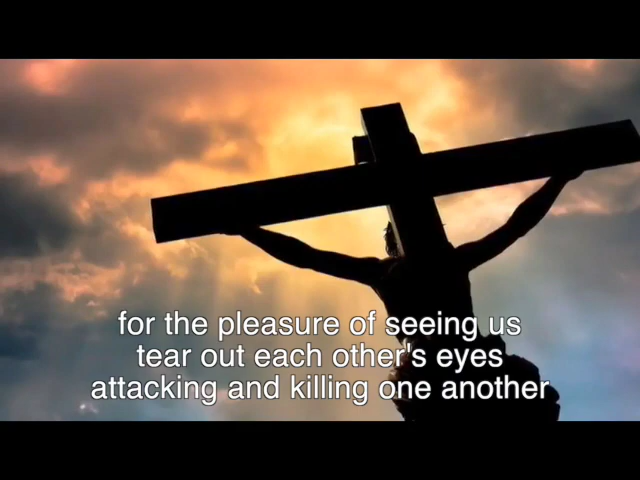 for the pleasure of seeing us
tear out each other's eyes
attacking and killing one another